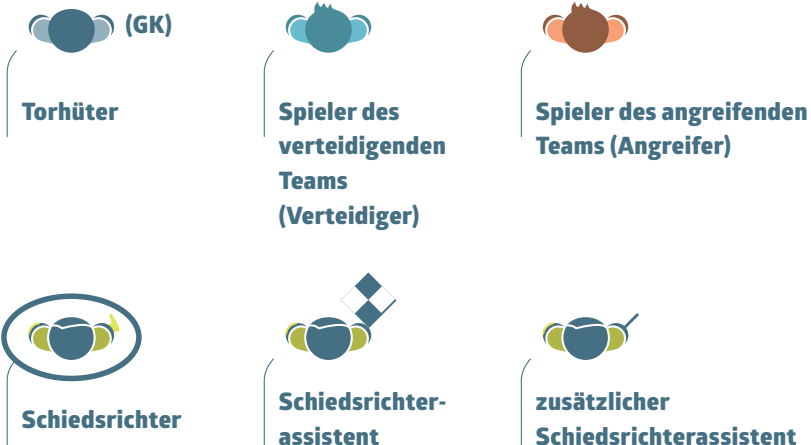 (GK)
Torhüter
Spieler des
verteidigenden
Teams
(Verteidiger)
Spieler des angreifenden
Teams (Angreifer)
Schiedsrichter
Schiedsrichter-
assistent
zusätzlicher
Schiedsrichterassistent